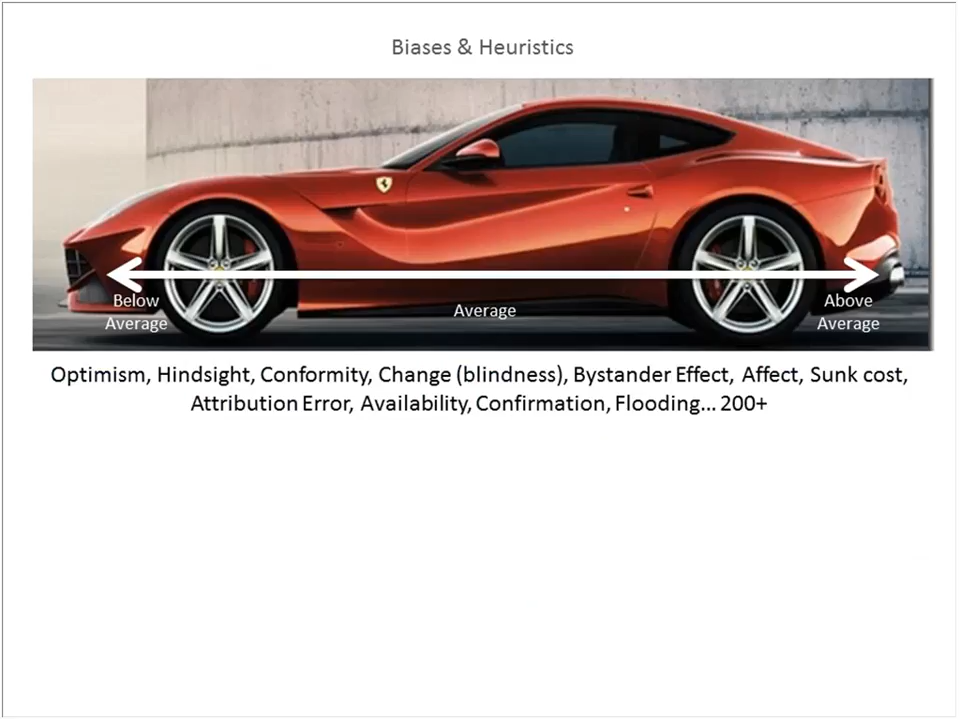 Biases & Heuristics
Below
Average
Average
Above
Average
Optimism, Hindsight, Conformity, Change (blindness), Bystander Effect, Affect, Sunk cost,
Attribution Error, Availability, Confirmation, Flooding... 200+